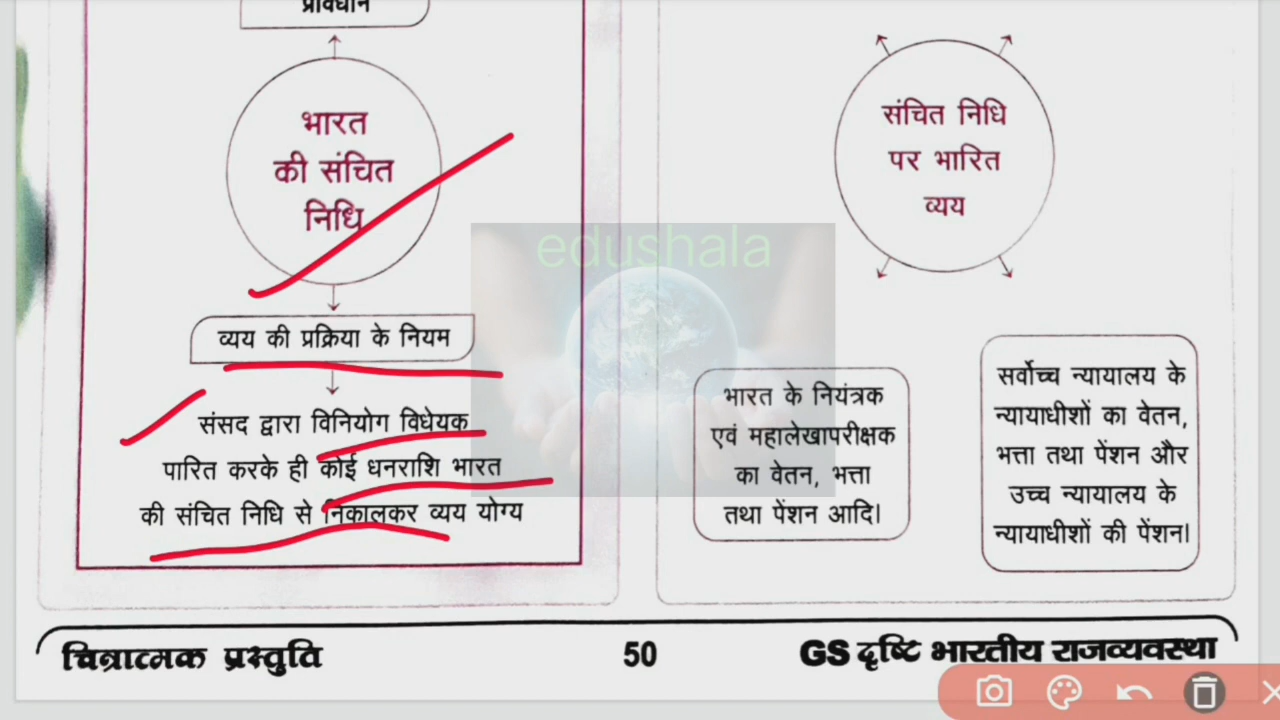 प्रावधान
भारत
की संचित
निधि
व्यय की प्रक्रिया के नियम
संसद द्वारा विनियोग विधेयक
पारित करके ही कोई धनराशि भारत
की संचित निधि से निकालकर व्यय योग्य
संचित निधि
पर भारित
व्यय
edushala
भारत के नियंत्रक
एवं महालेखापरीक्षक
का वेतन, भत्ता
तथा पेंशन आदि।
सर्वोच्च न्यायालय के
न्यायाधीशों का वेतन,
भत्ता तथा पेंशन और
उच्च न्यायालय के
न्यायाधीशों की पेंशन।
चित्रात्मक प्रस्तुति
50
GS दृष्टि भारतीय राजव्यवस्था